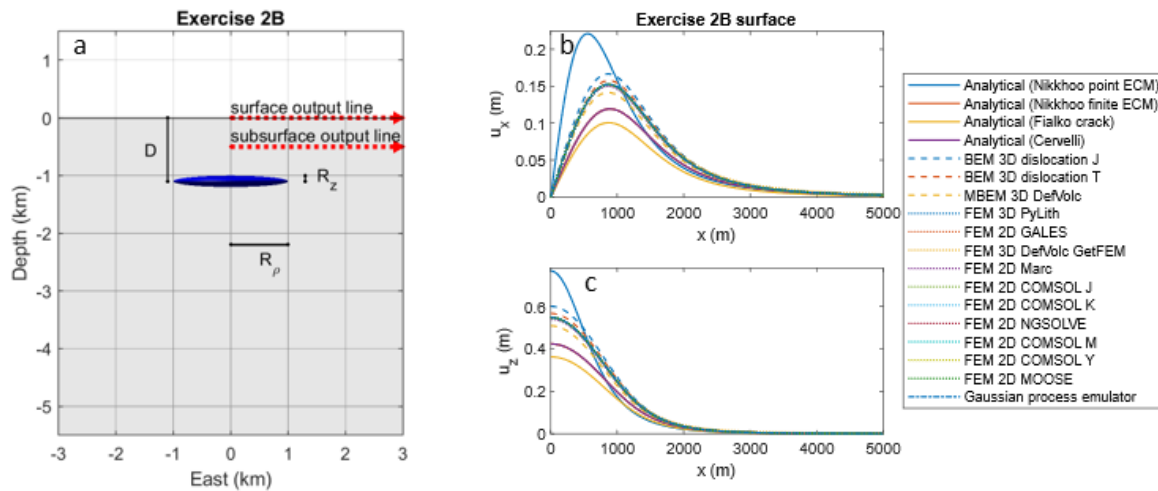 Exercise 2B
a
1
0
-1
-2
-3
-4
-5
Depth (km)
surface output line
subsurface output line
D
R_z
R_ρ
-3 -2 -1 0 1 2 3
East (km)
Exercise 2B surface
b
0.2
0.15
0.1
0.05
0
u_x (m)
0 1000 2000 3000 4000 5000
x (m)
c
0.6
0.4
0.2
0
u_z (m)
0 1000 2000 3000 4000 5000
x (m)
Analytical (Nikkhoo point ECM)
Analytical (Nikkhoo finite ECM)
Analytical (Fialko crack)
Analytical (Cervelli)
BEM 3D dislocation J
BEM 3D dislocation T
MBEM 3D DefVolc
FEM 3D PyLith
FEM 2D GALES
FEM 3D DefVolc GetFEM
FEM 2D Marc
FEM 2D COMSOL J
FEM 2D COMSOL K
FEM 2D NGSOLVE
FEM 2D COMSOL M
FEM 2D COMSOL Y
FEM 2D MOOSE
Gaussian process emulator